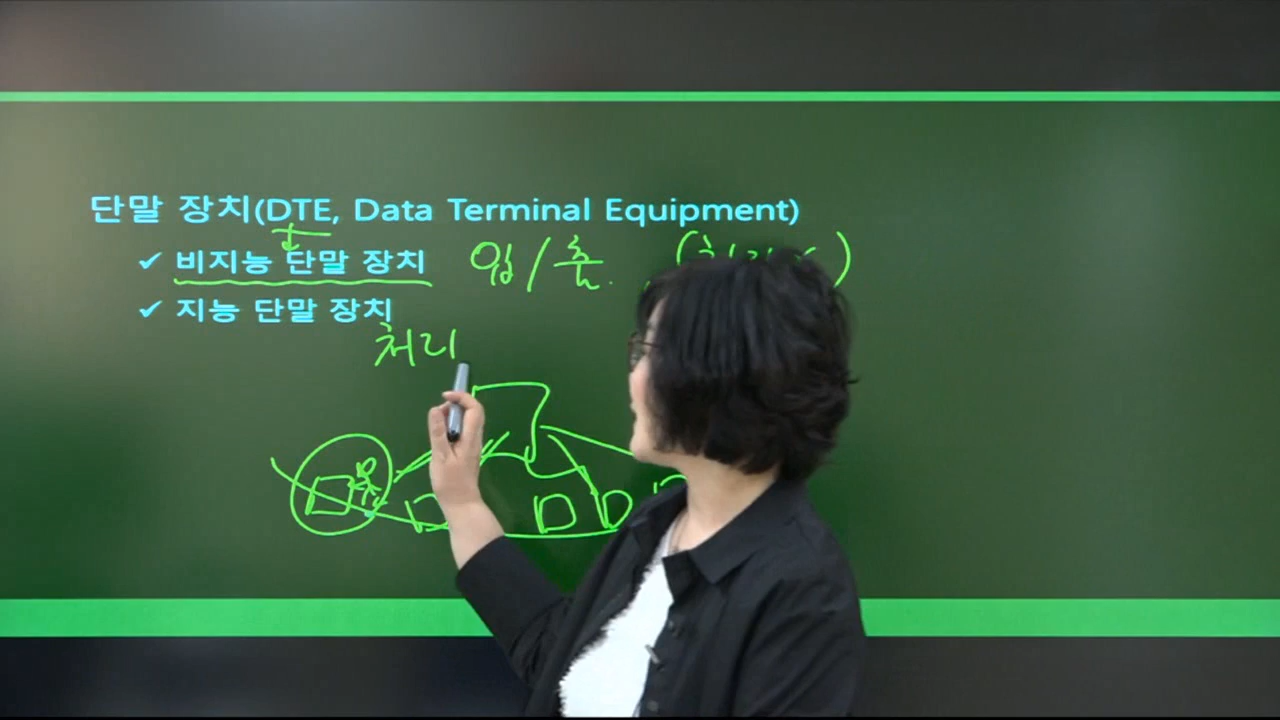 단말 장치(DTE, Data Terminal Equipment)
✓ 비지능 단말 장치 입/출.
✓ 지능 단말 장치
처리